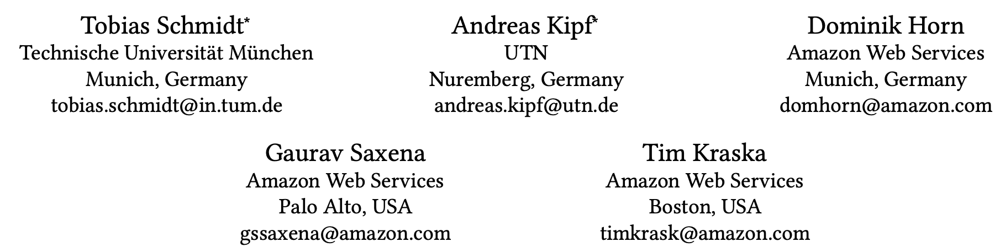 Tobias Schmidt*
Technische Universität München
Munich, Germany
tobias.schmidt@in.tum.de
Andreas Kipf*
UTN
Nuremberg, Germany
andreas.kipf@utn.de
Dominik Horn
Amazon Web Services
Munich, Germany
domhorn@amazon.com
Gaurav Saxena
Amazon Web Services
Palo Alto, USA
gssaxena@amazon.com
Tim Kraska
Amazon Web Services
Boston, USA
timkrask@amazon.com